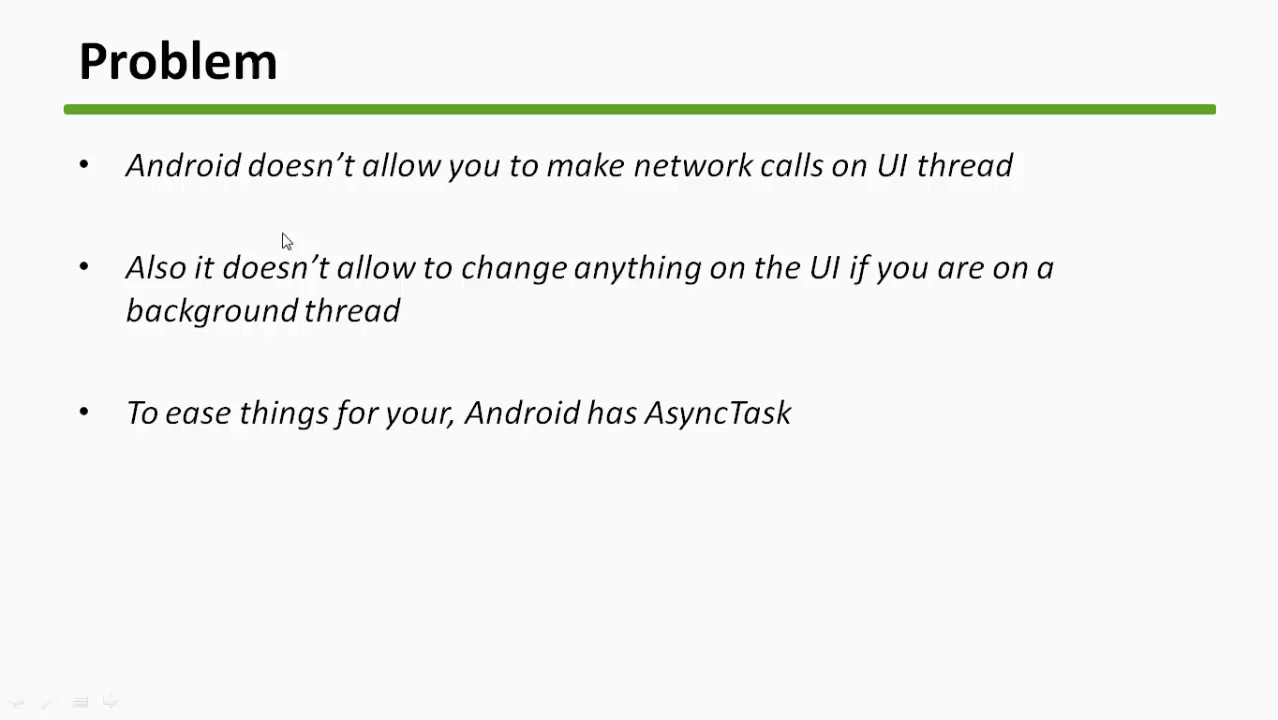 Problem
• Android doesn’t allow you to make network calls on UI thread
• Also it doesn’t allow to change anything on the UI if you are on a
background thread
• To ease things for your, Android has AsyncTask